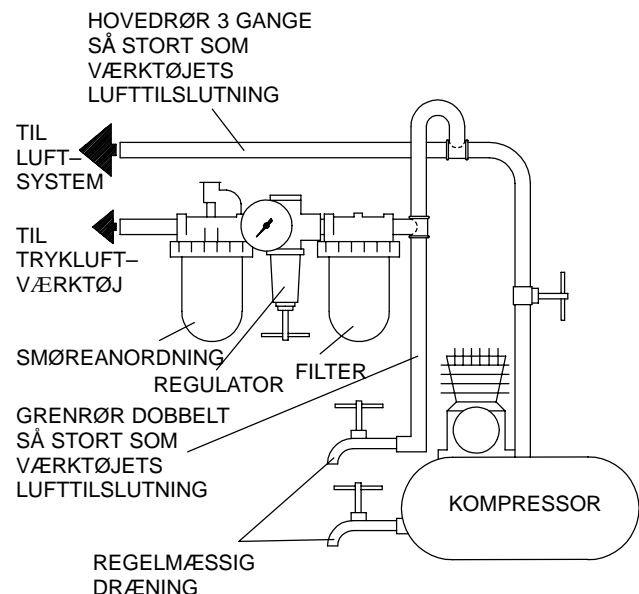 HOVEDRØR 3 GANGE
SÅ STORT SOM
VÆRKTØJETS
LUFTTILSLUTNING
TIL
LUFT–
SYSTEM
TIL
TRYKLUFT–
VÆRKTØJ
SMØREANORDNING
REGULATOR
FILTER
GRENRØR DOBBELT
SÅ STORT SOM
VÆRKTØJETS
LUFTTILSLUTNING
KOMPRESSOR
REGELMÆSSIG
DRÆNING